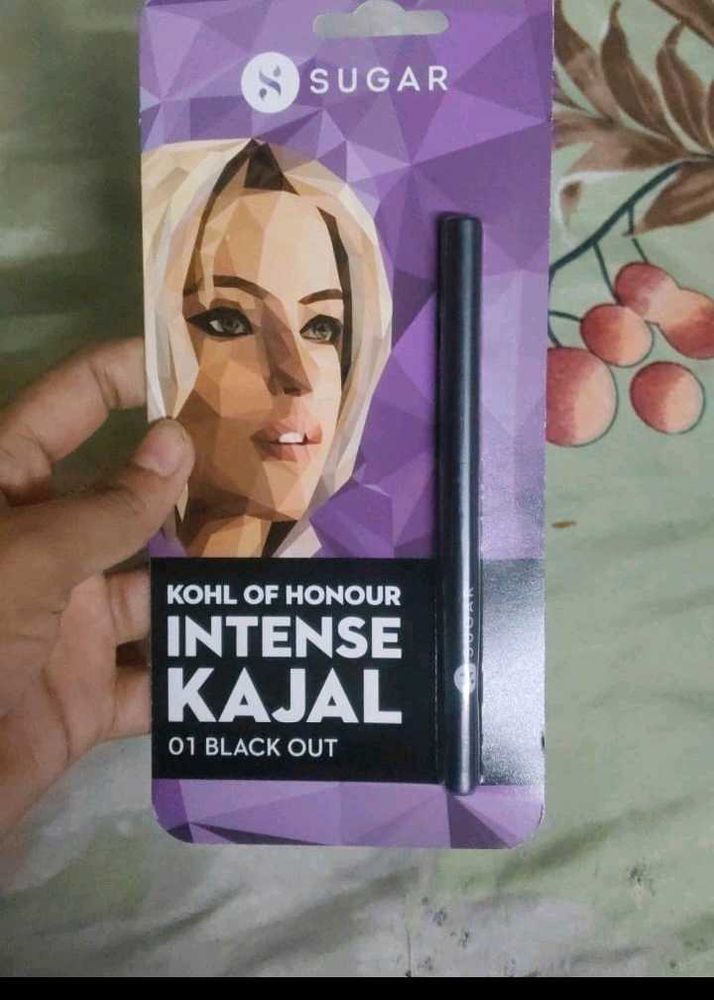 SUGAR
KOHL OF HONOUR
INTENSE
KAJAL
01 BLACK OUT
SUGAR